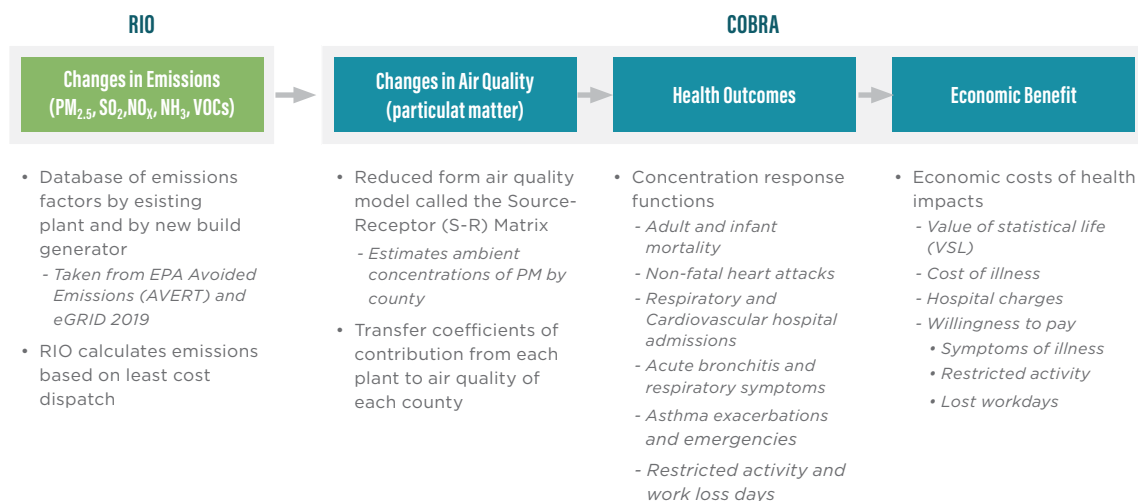 RIO
COBRA
Changes in Emissions
(PM2.5, SO2,NOX, NH3, VOCs)
Changes in Air Quality
(particulat matter)
Health Outcomes
Economic Benefit
• Database of emissions
factors by esisting
plant and by new build
generator
- Taken from EPA Avoided
Emissions (AVERT) and
eGRID 2019
• RIO calculates emissions
based on least cost
dispatch
• Reduced form air quality
model called the Source-
Receptor (S-R) Matrix
- Estimates ambient
concentrations of PM by
county
• Transfer coefficients of
contribution from each
plant to air quality of
each county
• Concentration response
functions
- Adult and infant
mortality
- Non-fatal heart attacks
- Respiratory and
Cardiovascular hospital
admissions
- Acute bronchitis and
respiratory symptoms
- Asthma exacerbations
and emergencies
- Restricted activity and
work loss days
• Economic costs of health
impacts
- Value of statistical life
(VSL)
- Cost of illness
- Hospital charges
- Willingness to pay
• Symptoms of illness
• Restricted activity
• Lost workdays